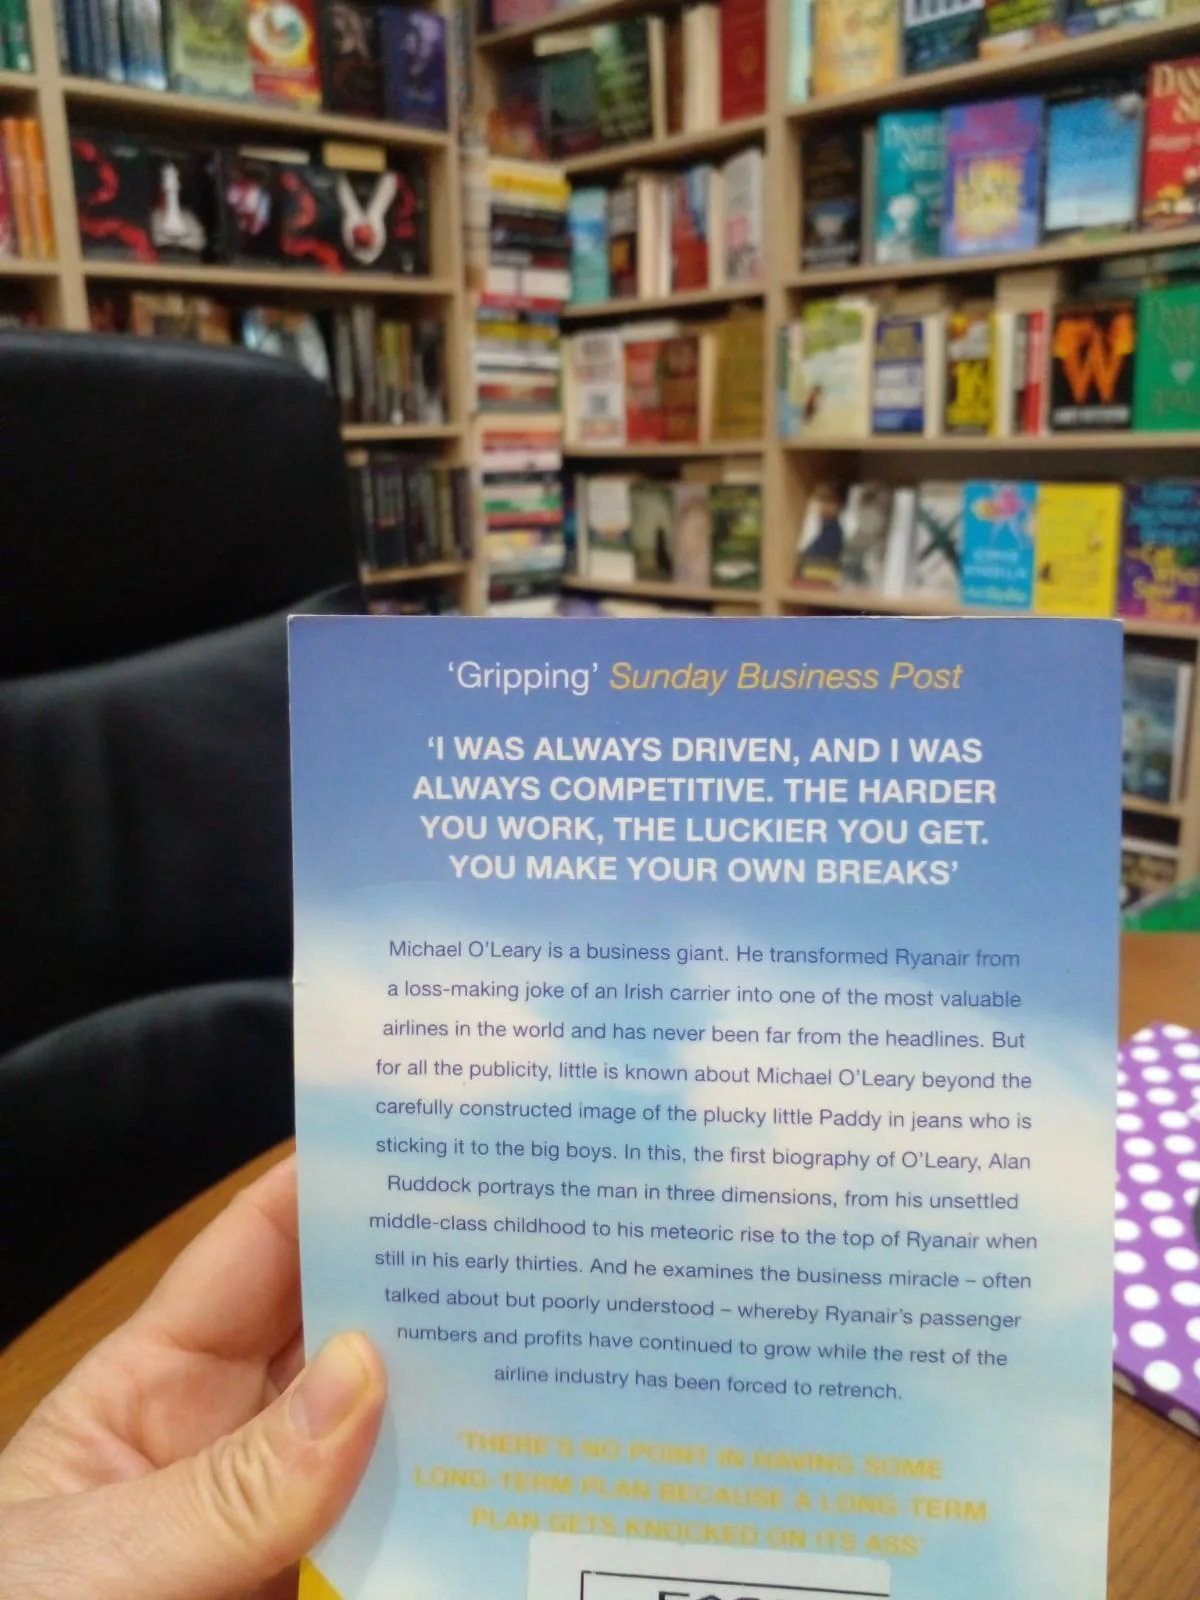 ‘Gripping’ Sunday Business Post
‘I WAS ALWAYS DRIVEN, AND I WAS
ALWAYS COMPETITIVE. THE HARDER
YOU WORK, THE LUCKIER YOU GET.
YOU MAKE YOUR OWN BREAKS’
Michael O’Leary is a business giant. He transformed Ryanair from
a loss-making joke of an Irish carrier into one of the most valuable
airlines in the world and has never been far from the headlines. But
for all the publicity, little is known about Michael O’Leary beyond the
carefully constructed image of the plucky little Paddy in jeans who is
sticking it to the big boys. In this, the first biography of O’Leary, Alan
Ruddock portrays the man in three dimensions, from his unsettled
middle-class childhood to his meteoric rise to the top of Ryanair when
still in his early thirties. And he examines the business miracle – often
talked about but poorly understood – whereby Ryanair’s passenger
numbers and profits have continued to grow while the rest of the
airline industry has been forced to retrench.
‘THERE’S NO POINT IN HAVING SOME
LONG-TERM PLAN BECAUSE A LONG-TERM
PLAN GETS KNOCKED ON ITS ASS’